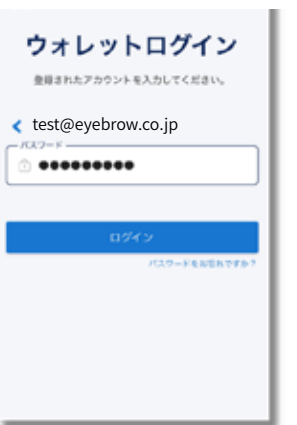 ウォレットログイン
登録されたアカウントを入力してください。
test@eyebrow.co.jp
パスワード
●●●●●●●●●
ログイン
パスワードをお忘れですか？